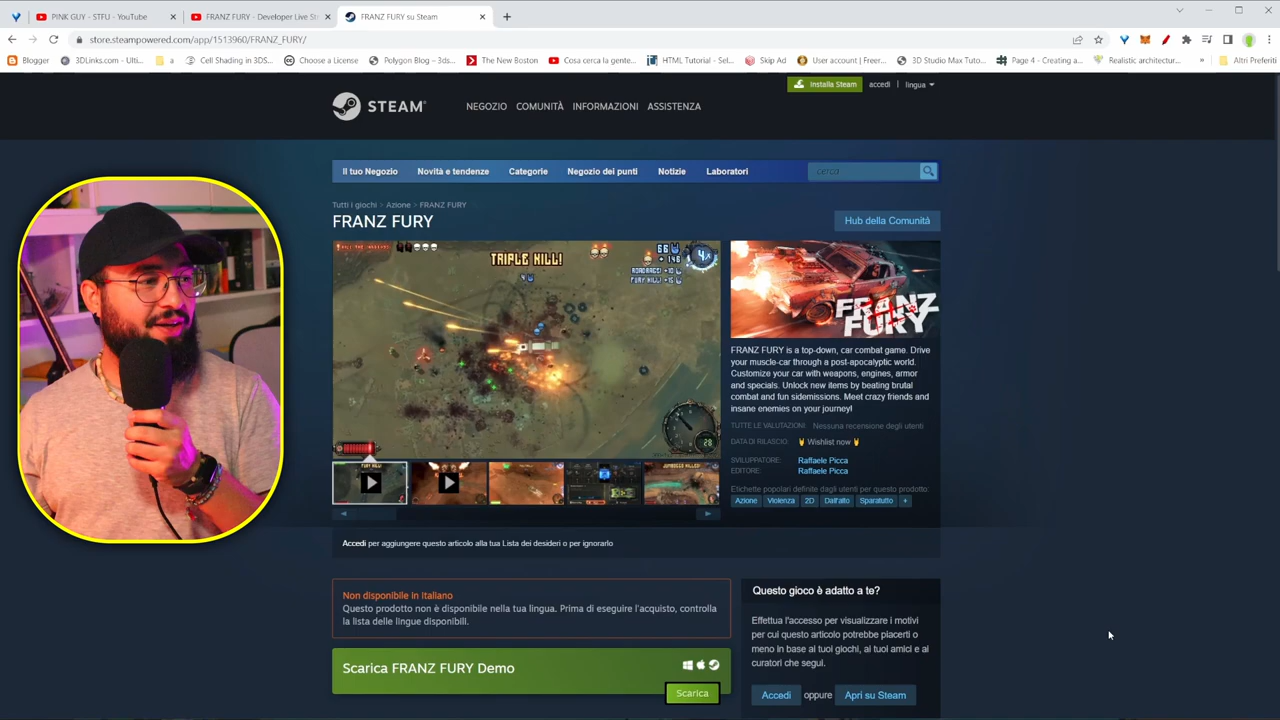 PINK GUY - STFU - YouTube
FRANZ FURY - Developer Live St
FRANZ FURY su Steam
store.steampowered.com/app/1513960/FRANZ_FURY/
Blogger
3DLinks.com - Ulti...
a
Cell Shading in 3DS...
Choose a License
Polygon Blog – 3ds...
The New Boston
Cosa cerca la gente...
HTML Tutorial - Sel...
Skip Ad
User account | Free...
3D Studio Max Tuto...
Page 4 - Creating a...
Realistic architectur...
»
Altri Preferiti
Installa Steam
accedi
lingua
STEAM
NEGOZIO COMUNITÀ INFORMAZIONI ASSISTENZA
Il tuo Negozio Novità e tendenze Categorie Negozio dei punti Notizie Laboratori cerca
Tutti i giochi > Azione > FRANZ FURY
FRANZ FURY
Hub della Comunità
TRIPLE KILL!
28
FRANZ
FURY
FRANZ FURY is a top-down, car combat game. Drive
your muscle-car through a post-apocalyptic world.
Customize your car with weapons, engines, armor
and specials. Unlock new items by beating brutal
combat and fun sidemissions. Meet crazy friends and
insane enemies on your journey!
TUTTE LE VALUTAZIONI: Nessuna recensione degli utenti
DATA DI RILASCIO: 🤘 Wishlist now 🤘
SVILUPPATORE: Raffaele Picca
EDITORE: Raffaele Picca
Etichette popolari definite dagli utenti per questo prodotto:
Azione Violenza 2D Dall'alto Sparatutto +
Accedi per aggiungere questo articolo alla tua Lista dei desideri o per ignorarlo
Non disponibile in Italiano
Questo prodotto non è disponibile nella tua lingua. Prima di eseguire l'acquisto, controlla
la lista delle lingue disponibili.
Scarica FRANZ FURY Demo
Scarica
Questo gioco è adatto a te?
Effettua l'accesso per visualizzare i motivi
per cui questo articolo potrebbe piacerti o
meno in base ai tuoi giochi, ai tuoi amici e ai
curatori che segui.
Accedi oppure Apri su Steam